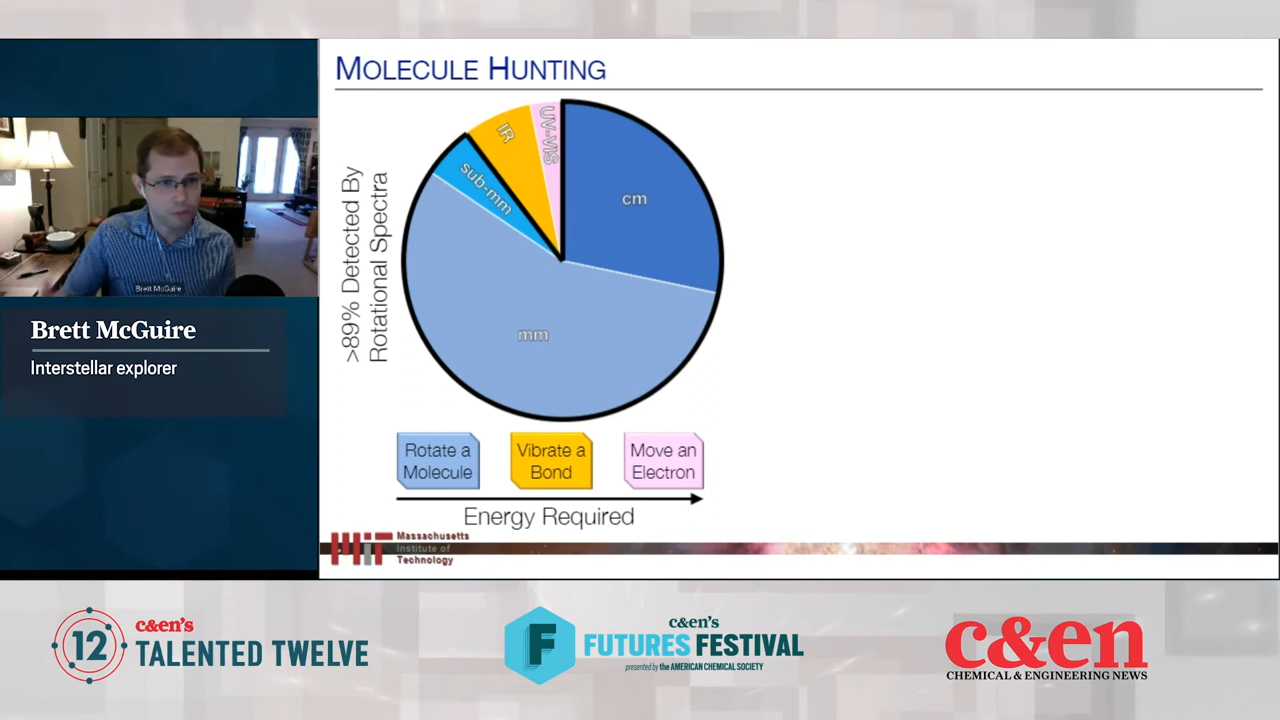 MOLECULE HUNTING
Brett McGuire
Brett McGuire
Interstellar explorer
>89% Detected By
Rotational Spectra
cm
mm
sub-mm
IR
UV-VIS
Rotate a
Molecule
Vibrate a
Bond
Move an
Electron
Energy Required
MIT
Massachusetts
Institute of
Technology
12
c&en's
TALENTED TWELVE
F
c&en's
FUTURES FESTIVAL
presented by the AMERICAN CHEMICAL SOCIETY
c&en
CHEMICAL & ENGINEERING NEWS